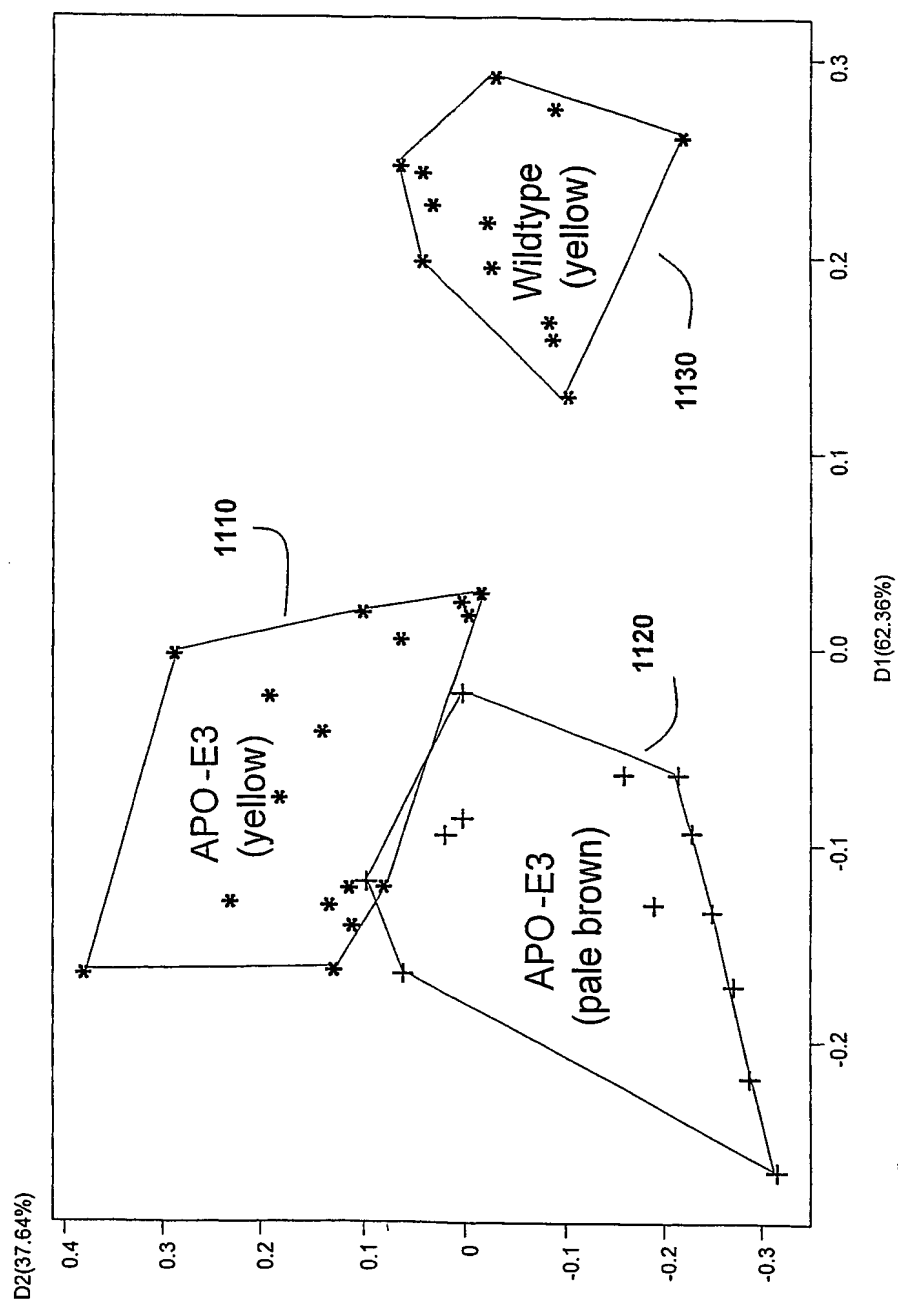 D2(37.64%)
0.4
0.3
0.2
0.1
0
-0.1
-0.2
-0.3
APO-E3
(yellow)
1110
APO-E3
(pale brown)
1120
Wildtype
(yellow)
1130
-0.2
-0.1
0.0
0.1
0.2
0.3
D1(62.36%)